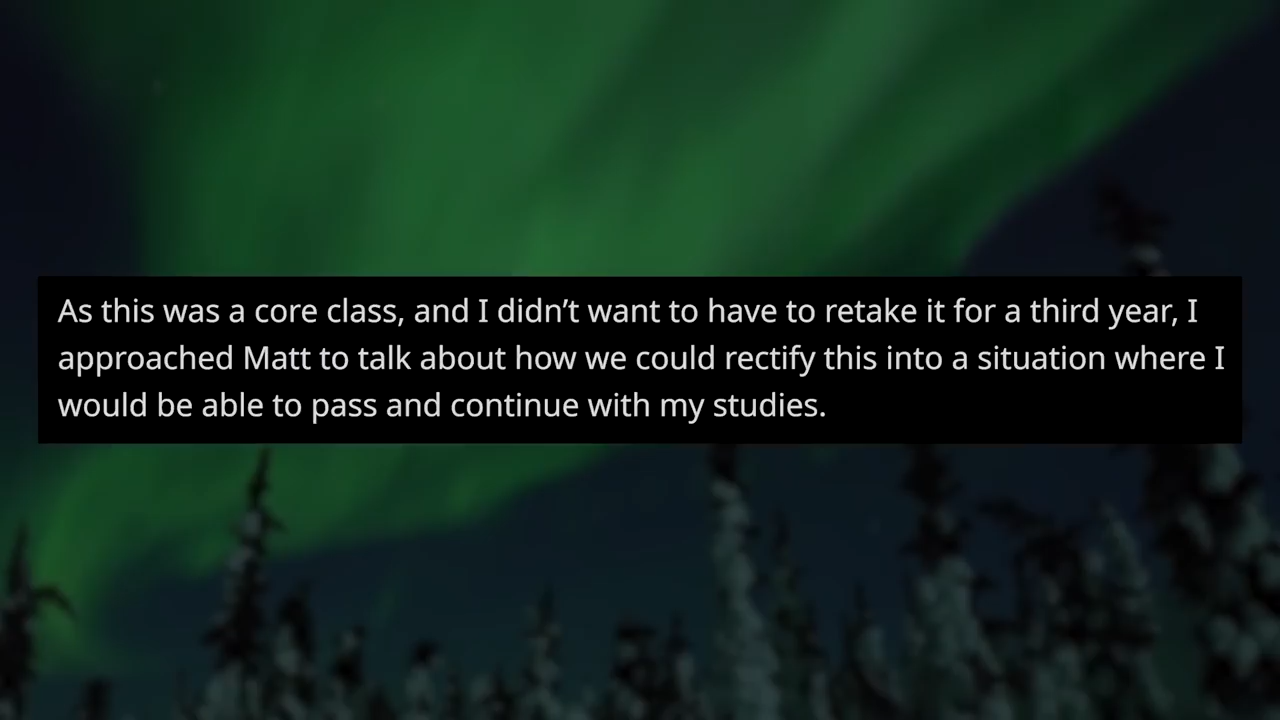 As this was a core class, and I didn’t want to have to retake it for a third year, I
approached Matt to talk about how we could rectify this into a situation where I
would be able to pass and continue with my studies.